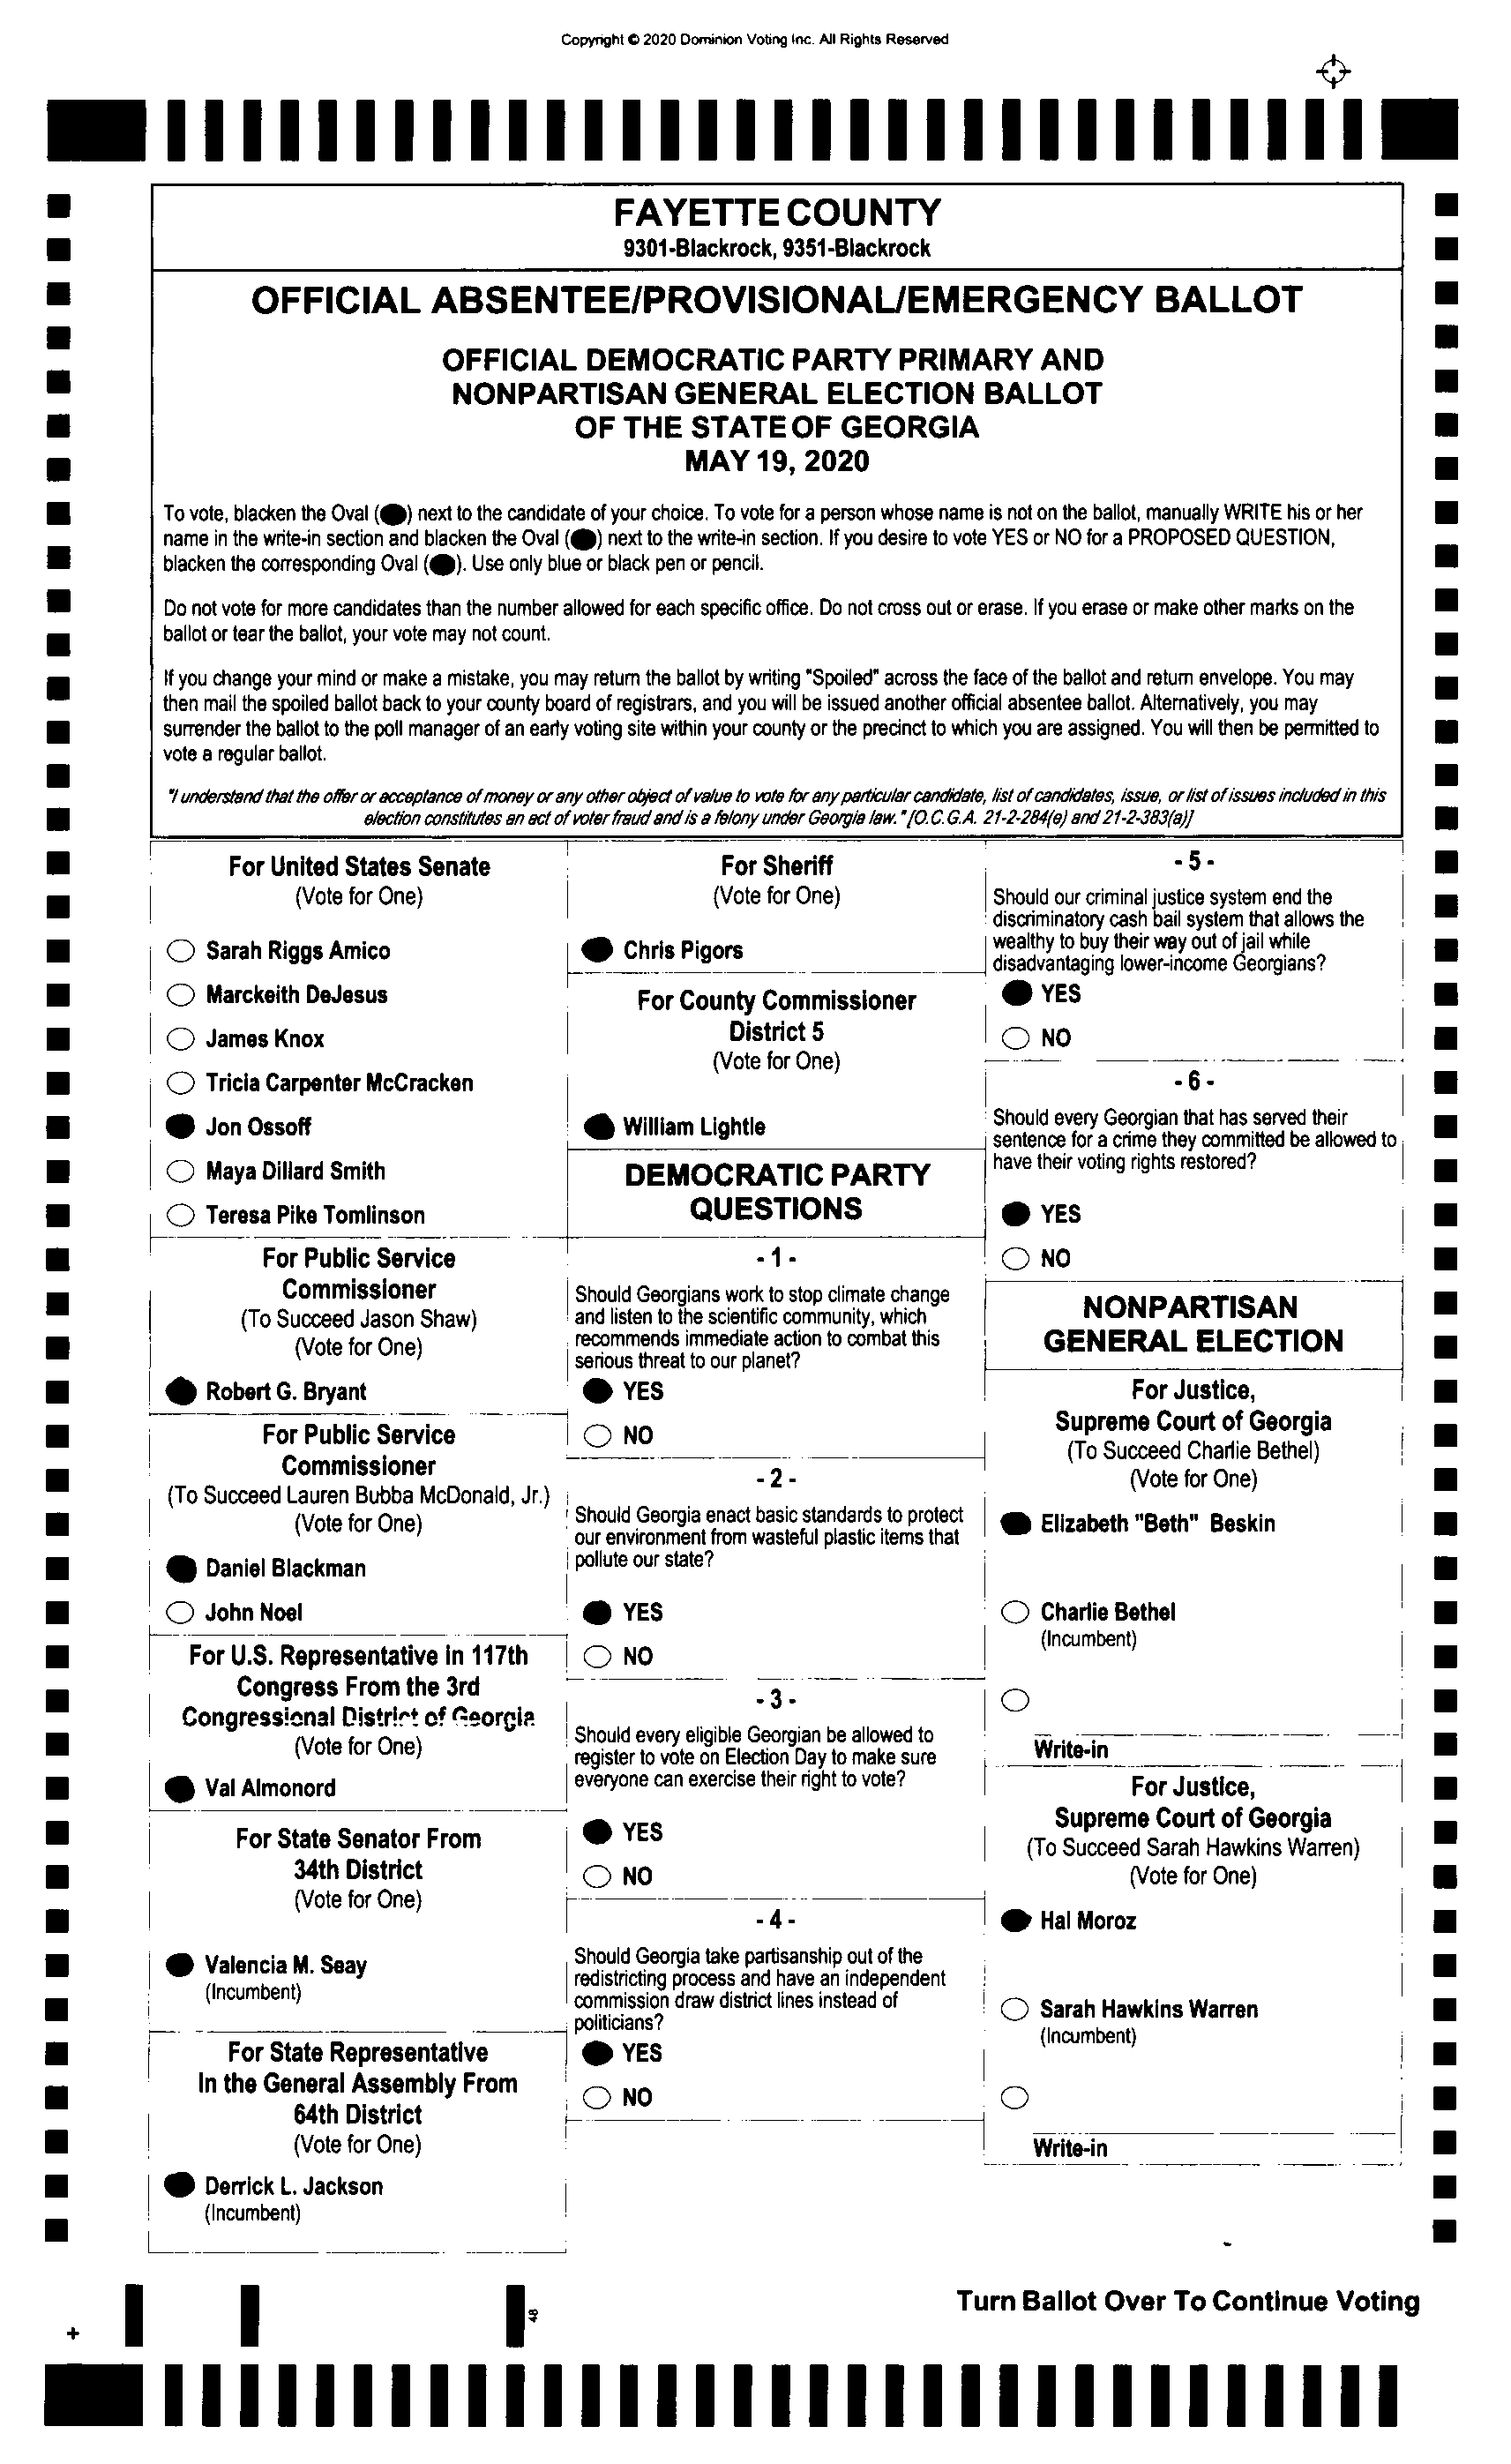 Copyright © 2020 Dominion Voting Inc. All Rights Reserved
FAYETTE COUNTY
9301-Blackrock, 9351-Blackrock
OFFICIAL ABSENTEE/PROVISIONAL/EMERGENCY BALLOT
OFFICIAL DEMOCRATIC PARTY PRIMARY AND
NONPARTISAN GENERAL ELECTION BALLOT
OF THE STATE OF GEORGIA
MAY 19, 2020
To vote, blacken the Oval ( ) next to the candidate of your choice. To vote for a person whose name is not on the ballot, manually WRITE his or her
name in the write-in section and blacken the Oval ( ) next to the write-in section. If you desire to vote YES or NO for a PROPOSED QUESTION,
blacken the corresponding Oval ( ). Use only blue or black pen or pencil.
Do not vote for more candidates than the number allowed for each specific office. Do not cross out or erase. If you erase or make other marks on the
ballot or tear the ballot, your vote may not count.
If you change your mind or make a mistake, you may return the ballot by writing "Spoiled" across the face of the ballot and return envelope. You may
then mail the spoiled ballot back to your county board of registrars, and you will be issued another official absentee ballot. Alternatively, you may
surrender the ballot to the poll manager of an early voting site within your county or the precinct to which you are assigned. You will then be permitted to
vote a regular ballot.
"I understand that the offer or acceptance of money or any other object of value to vote for any particular candidate, list of candidates, issue, or list of issues included in this
election constitutes an act of voter fraud and is a felony under Georgia law." [O.C.G.A. 21-2-284(e) and 21-2-383(a)]
For United States Senate
(Vote for One)
Sarah Riggs Amico
Marckeith DeJesus
James Knox
Tricia Carpenter McCracken
Jon Ossoff
Maya Dillard Smith
Teresa Pike Tomlinson
For Public Service
Commissioner
(To Succeed Jason Shaw)
(Vote for One)
Robert G. Bryant
For Public Service
Commissioner
(To Succeed Lauren Bubba McDonald, Jr.)
(Vote for One)
Daniel Blackman
John Noel
For U.S. Representative in 117th
Congress From the 3rd
Congressional District of Georgia
(Vote for One)
Val Almonord
For State Senator From
34th District
(Vote for One)
Valencia M. Seay
(Incumbent)
For State Representative
In the General Assembly From
64th District
(Vote for One)
Derrick L. Jackson
(Incumbent)
For Sheriff
(Vote for One)
Chris Pigors
For County Commissioner
District 5
(Vote for One)
William Lightle
DEMOCRATIC PARTY
QUESTIONS
- 1 -
Should Georgians work to stop climate change
and listen to the scientific community, which
recommends immediate action to combat this
serious threat to our planet?
YES
NO
- 2 -
Should Georgia enact basic standards to protect
our environment from wasteful plastic items that
pollute our state?
YES
NO
- 3 -
Should every eligible Georgian be allowed to
register to vote on Election Day to make sure
everyone can exercise their right to vote?
YES
NO
- 4 -
Should Georgia take partisanship out of the
redistricting process and have an independent
commission draw district lines instead of
politicians?
YES
NO
- 5 -
Should our criminal justice system end the
discriminatory cash bail system that allows the
wealthy to buy their way out of jail while
disadvantaging lower-income Georgians?
YES
NO
- 6 -
Should every Georgian that has served their
sentence for a crime they committed be allowed to
have their voting rights restored?
YES
NO
NONPARTISAN
GENERAL ELECTION
For Justice,
Supreme Court of Georgia
(To Succeed Charlie Bethel)
(Vote for One)
Elizabeth "Beth" Beskin
Charlie Bethel
(Incumbent)
Write-in
For Justice,
Supreme Court of Georgia
(To Succeed Sarah Hawkins Warren)
(Vote for One)
Hal Moroz
Sarah Hawkins Warren
(Incumbent)
Write-in
48
Turn Ballot Over To Continue Voting